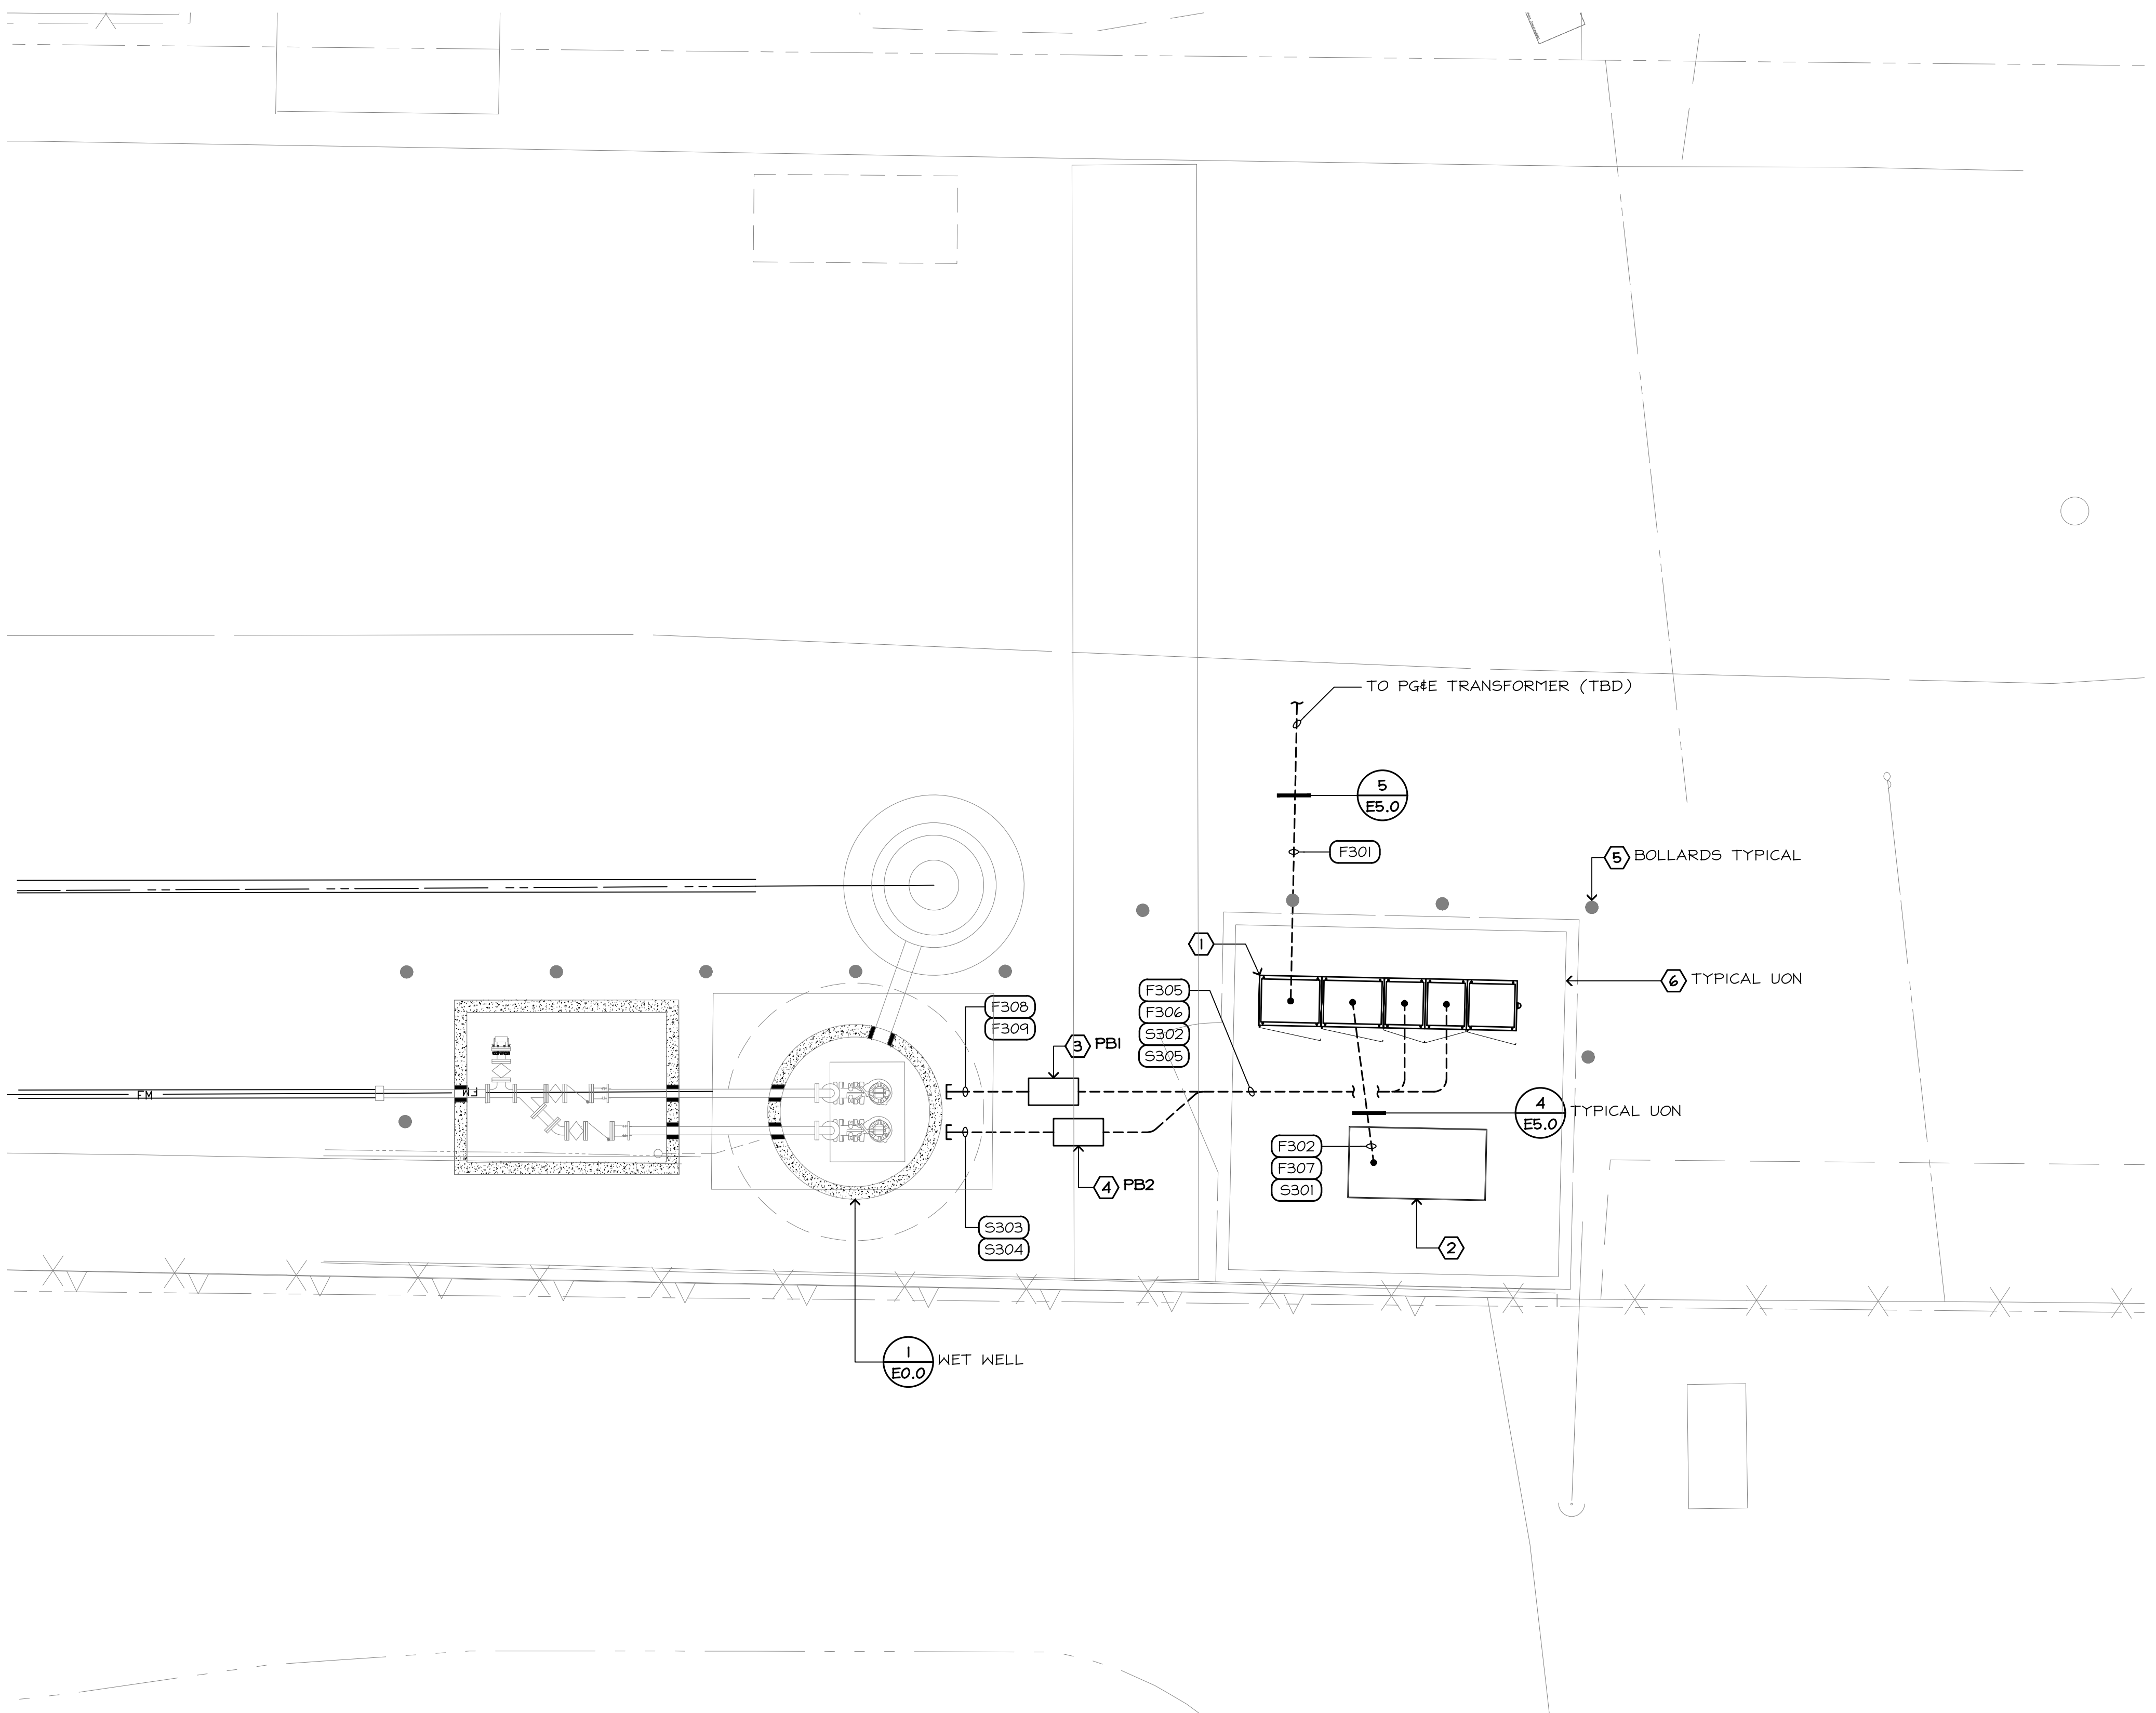 TO PG&E TRANSFORMER (TBD)
5
E5.0
F301
5 BOLLARDS TYPICAL
1
6 TYPICAL UON
F305
F306
S302
S305
F308
F309
3 PB1
FM
FM
4
E5.0
TYPICAL UON
F302
F307
S301
4 PB2
S303
S304
2
1
E0.0
WET WELL